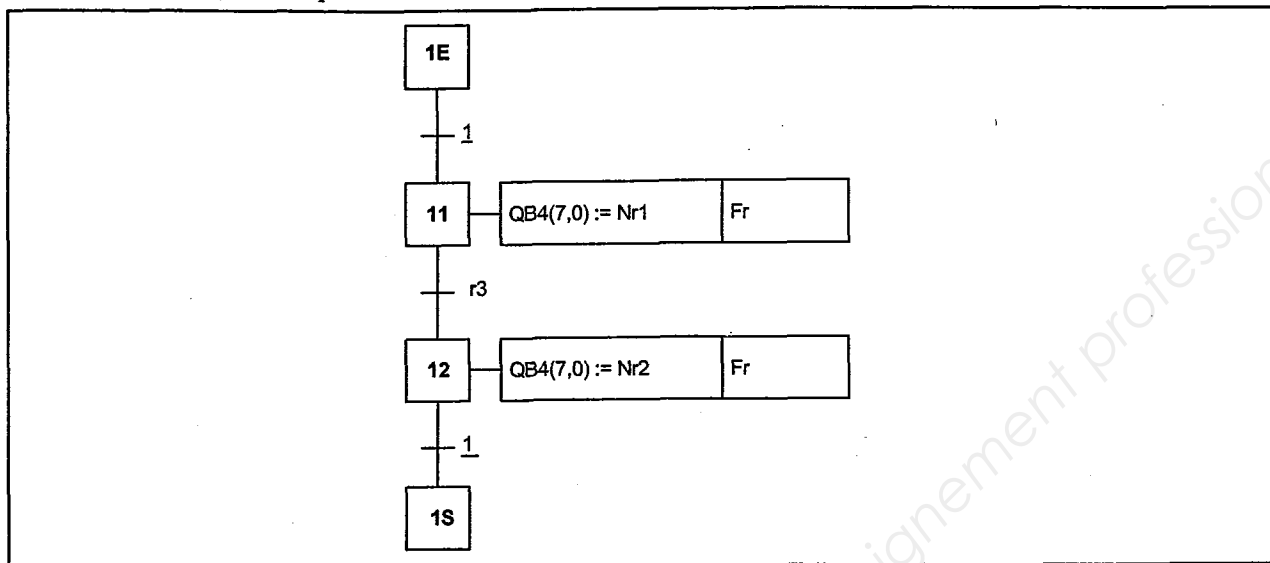 1E
1
11 QB4(7,0) := Nr1 Fr
r3
12 QB4(7,0) := Nr2 Fr
1
1S